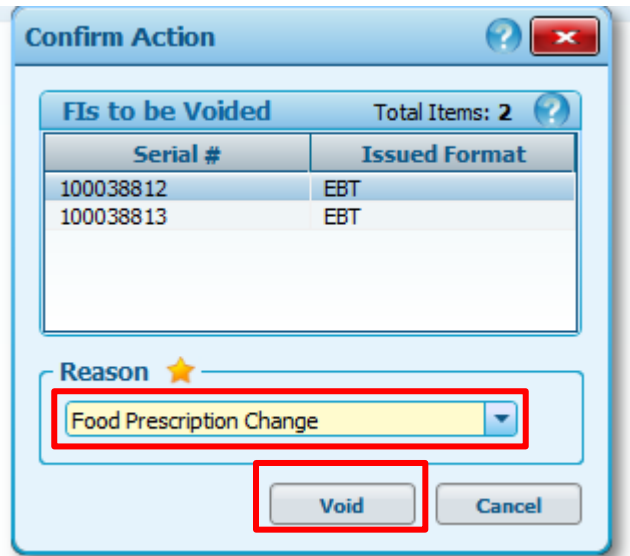 Confirm Action
FIs to be Voided Total Items: 2
Serial # Issued Format
100038812 EBT
100038813 EBT
Reason
Food Prescription Change
Void Cancel